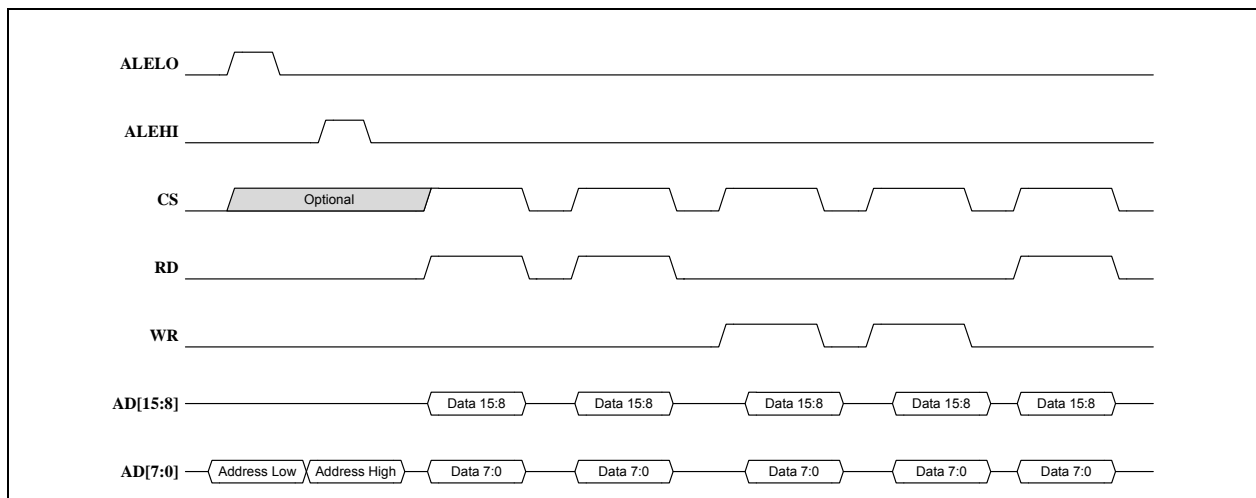 ALELO
ALEHI
CS
Optional
RD
WR
AD[15:8]
Data 15:8
Data 15:8
Data 15:8
Data 15:8
Data 15:8
AD[7:0]
Address Low
Address High
Data 7:0
Data 7:0
Data 7:0
Data 7:0
Data 7:0